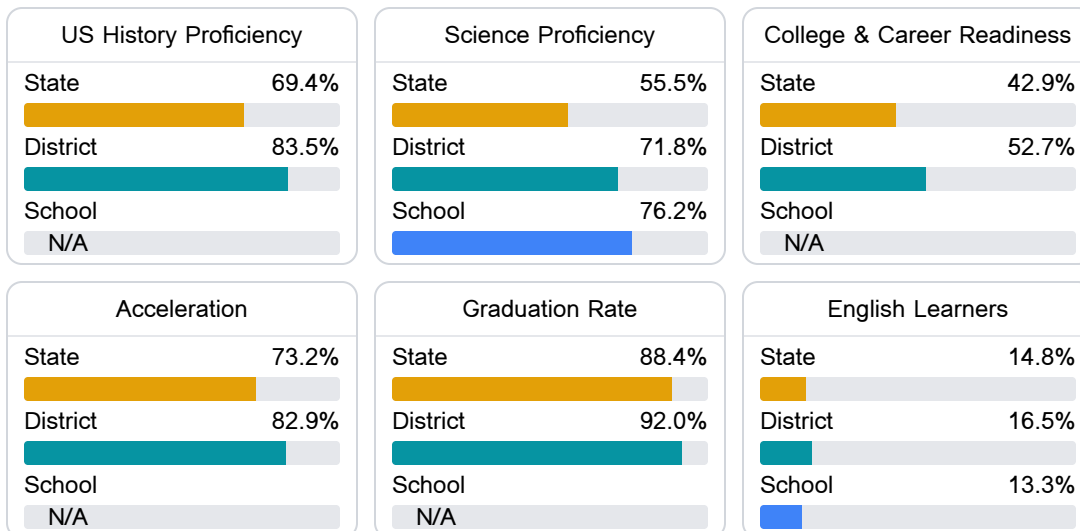 US History Proficiency
State 69.4%
District 83.5%
School
N/A
Science Proficiency
State 55.5%
District 71.8%
School 76.2%
College & Career Readiness
State 42.9%
District 52.7%
School
N/A
Acceleration
State 73.2%
District 82.9%
School
N/A
Graduation Rate
State 88.4%
District 92.0%
School
N/A
English Learners
State 14.8%
District 16.5%
School 13.3%